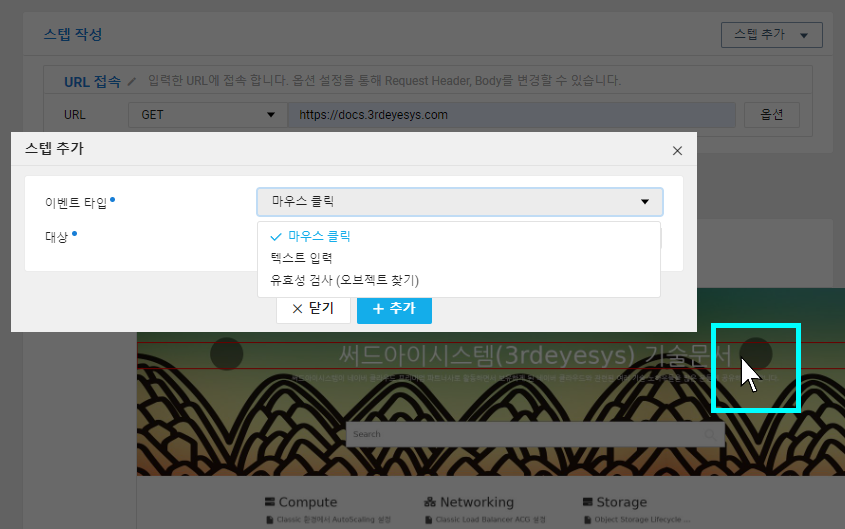 스텝 작성
스텝 추가
URL 접속 입력한 URL에 접속 합니다. 옵션 설정을 통해 Request Header, Body를 변경할 수 있습니다.
URL GET https://docs.3rdeyesys.com 옵션
스텝 추가
이벤트 타입 마우스 클릭
대상
마우스 클릭
텍스트 입력
유효성 검사 (오브젝트 찾기)
닫기 추가
써드아이시스템(3rdeyesys) 기술문서
Search
Compute Networking Storage
Classic 환경에서 AutoScaling 설정 Classic Load Balancer ACG 설정 Object Storage Lifecycle ...